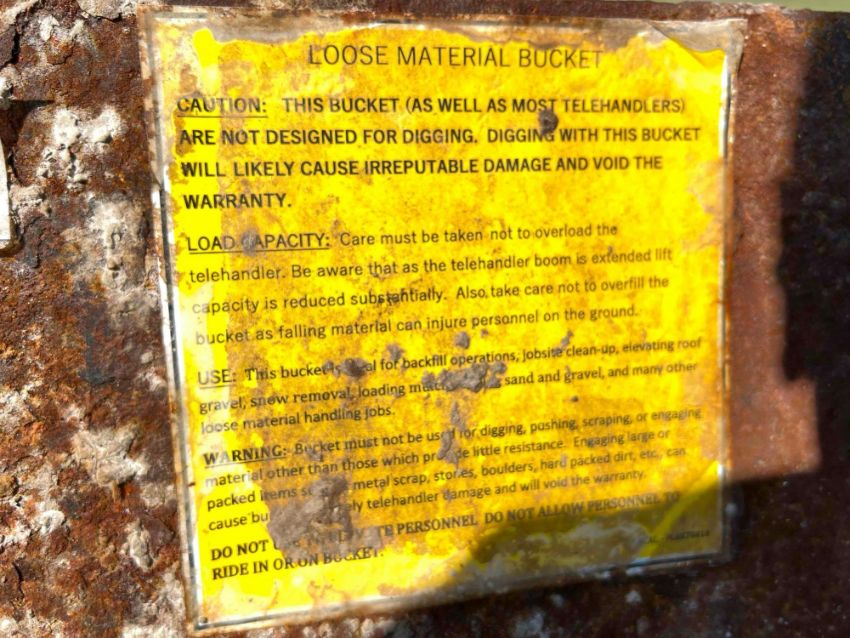 LOOSE MATERIAL BUCKET
CAUTION: THIS BUCKET (AS WELL AS MOST TELEHANDLERS)
ARE NOT DESIGNED FOR DIGGING. DIGGING WITH THIS BUCKET
WILL LIKELY CAUSE IRREPUTABLE DAMAGE AND VOID THE
WARRANTY.
LOAD CAPACITY: Care must be taken not to overload the
telehandler. Be aware that as the telehandler boom is extended lift
capacity is reduced substantially. Also, take care not to overfill the
bucket as falling material can injure personnel on the ground.
USE: This bucket is for backfill operations, jobsite clean-up, elevating roof
gravel, snow removal, loading sand and gravel, and many other
loose material handling jobs.
WARNING: Bucket must not be used for digging, pushing, scraping, or engaging
material other than those which provide little resistance. Engaging large or
packed items metal scrap, stones, boulders, hard packed dirt, etc., can
cause telehandler damage and will void the warranty.
DO NOT PERSONNEL DO NOT ALLOW PERSONNEL TO
RIDE IN OR ON BUCKET.